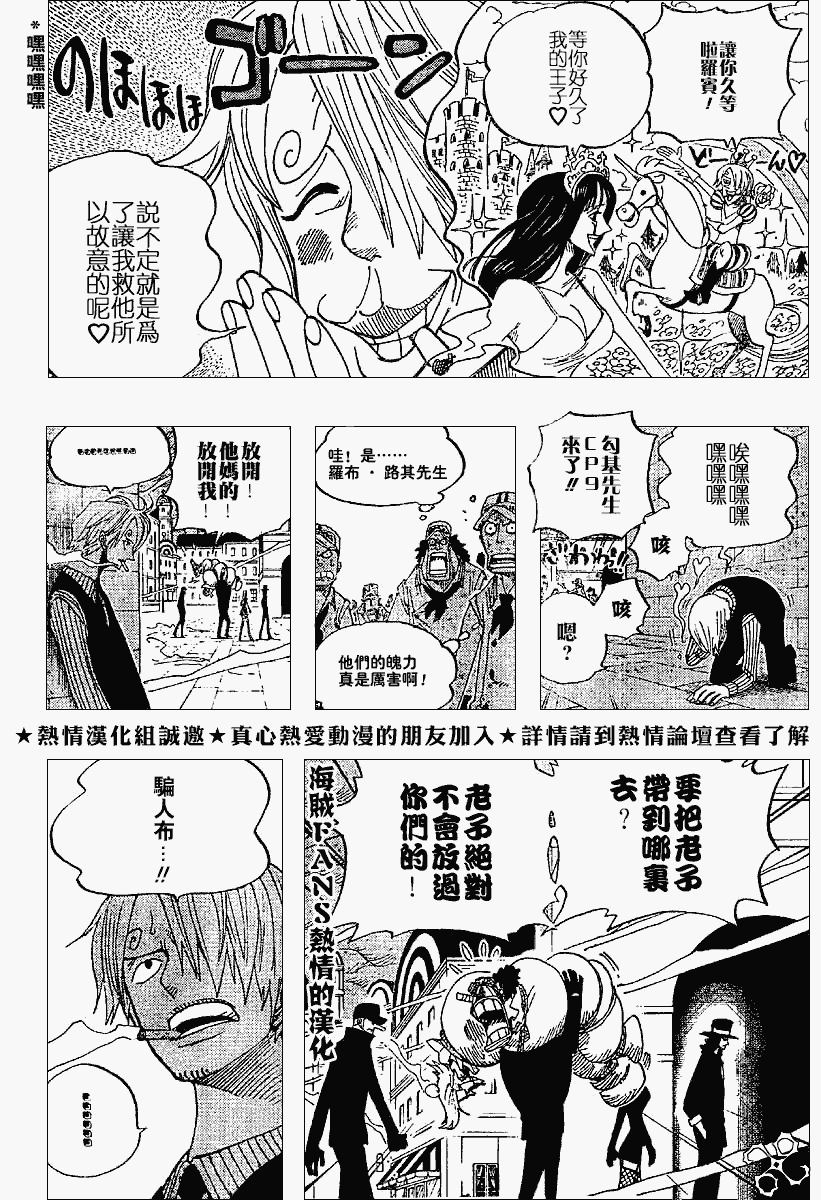 讓你久等
啦羅賓！
どーーん♡
等你好久了
我的王子♡
ゴーーン
のほほほ
*嘿嘿嘿嘿
說不定就是爲
了讓我救他所
以故意的呢♡
唉嘿嘿嘿
嘿嘿嘿
咳
咳
勾基先生
CP9
來了!!
ざわわ!!
嗯？
哇！是……
羅布．路其先生
他們的魄力
真是厲害啊！
放開！
他媽的！
放開我！
★熱情漢化組誠邀★真心熱愛動漫的朋友加入★詳情請到熱情論壇查看了解
要把老子
帶到哪裏
去？
老子絕對
不會放過
你們的！
海賊FANS熱情的漢化
騙人布…!!